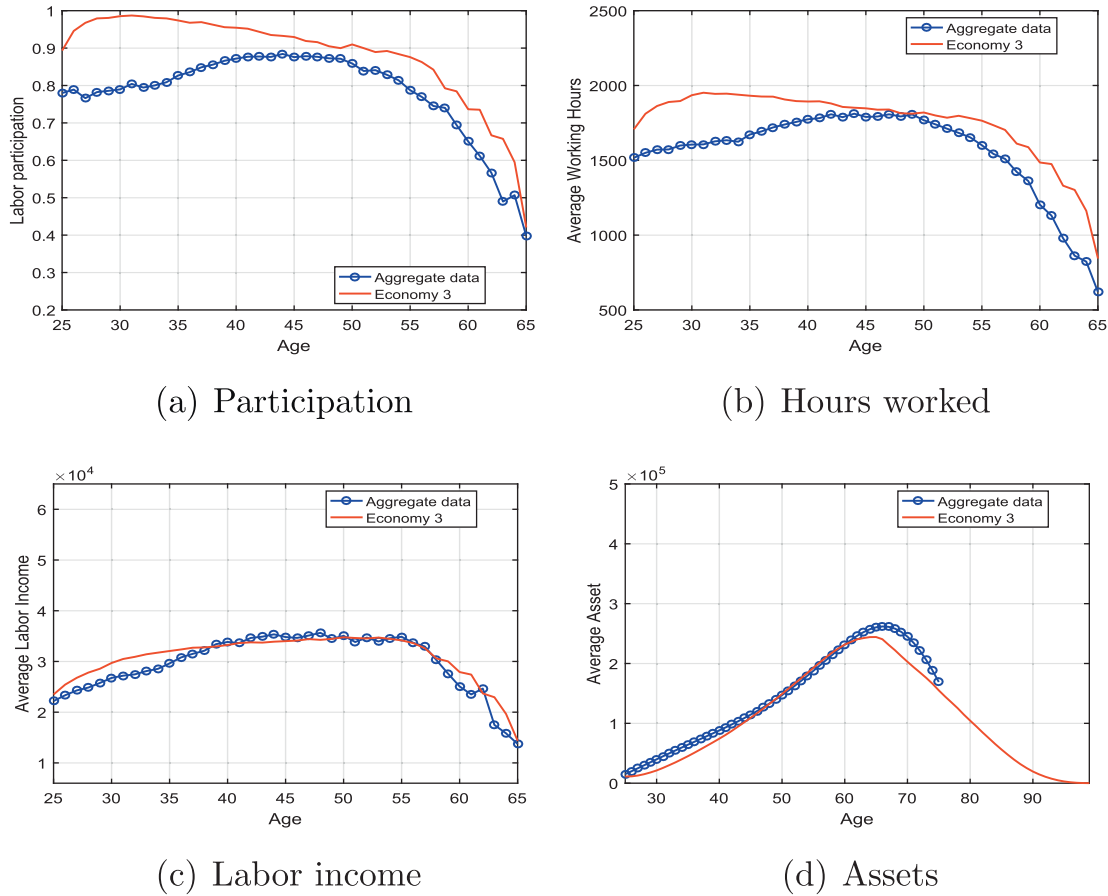 1
0.9
0.8
0.7
0.6
0.5
0.4
0.3
0.2
Labor participation
Aggregate data
Economy 3
25 30 35 40 45 50 55 60 65
Age
(a) Participation
2500
2000
1500
1000
500
Average Working Hours
Aggregate data
Economy 3
25 30 35 40 45 50 55 60 65
Age
(b) Hours worked
×10^4
6
5
4
3
2
1
Average Labor Income
Aggregate data
Economy 3
25 30 35 40 45 50 55 60 65
Age
(c) Labor income
×10^5
5
4
3
2
1
0
Average Asset
Aggregate data
Economy 3
30 40 50 60 70 80 90
Age
(d) Assets